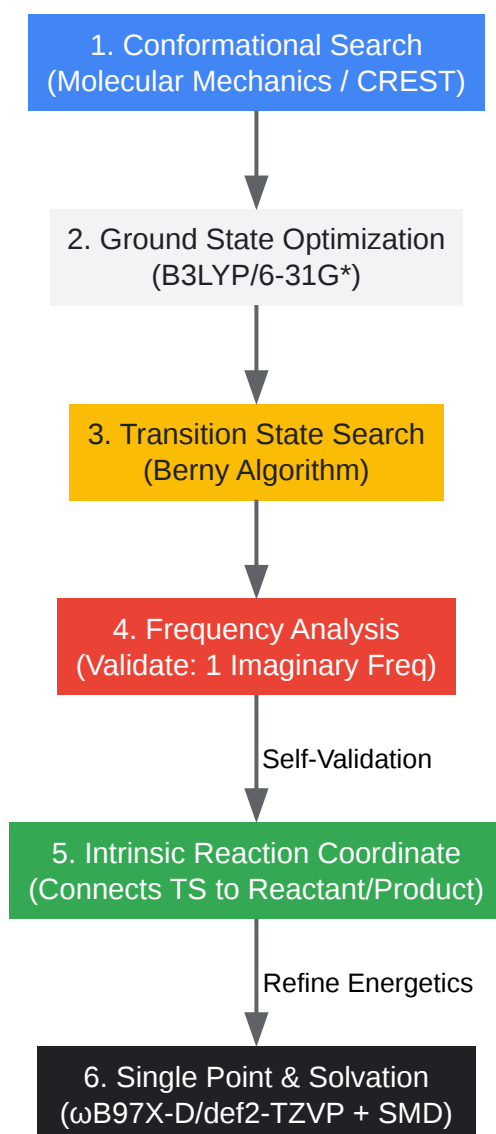 1. Conformational Search
(Molecular Mechanics / CREST)
2. Ground State Optimization
(B3LYP/6-31G*)
3. Transition State Search
(Berny Algorithm)
4. Frequency Analysis
(Validate: 1 Imaginary Freq)
Self-Validation
5. Intrinsic Reaction Coordinate
(Connects TS to Reactant/Product)
Refine Energetics
6. Single Point & Solvation
(ωB97X-D/def2-TZVP + SMD)